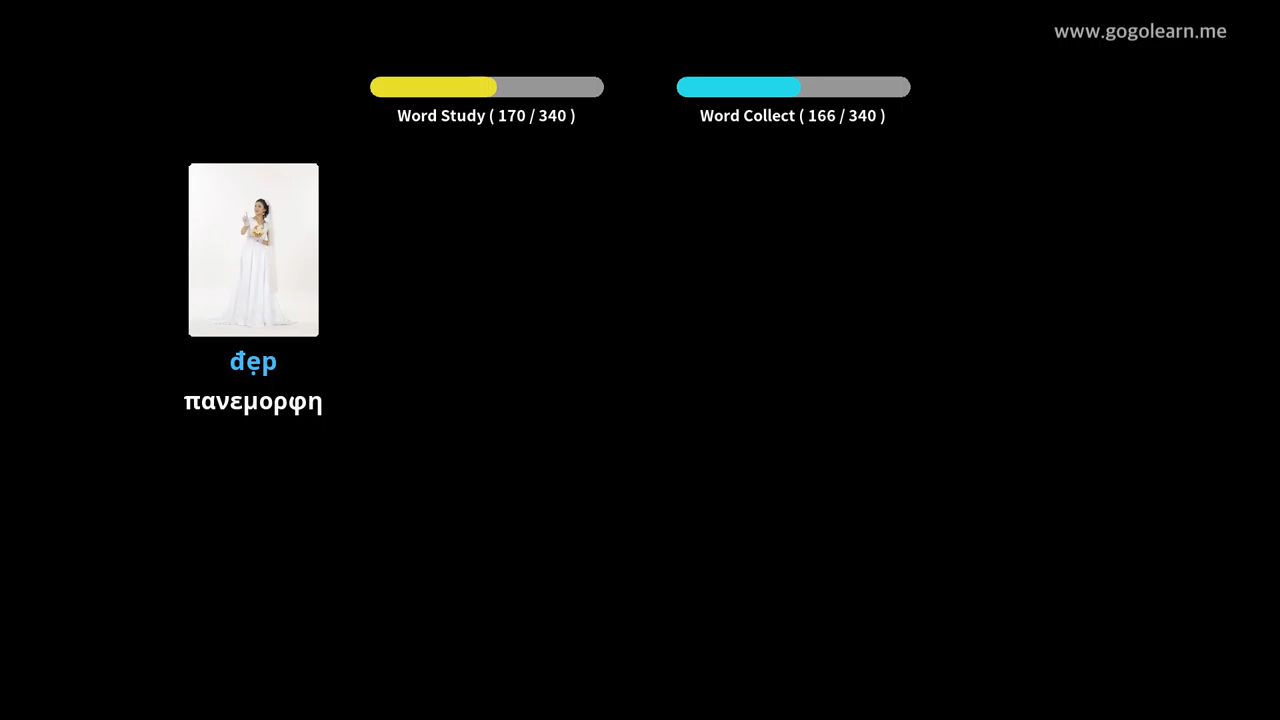 www.gogolearn.me
Word Study ( 170 / 340 )
Word Collect ( 166 / 340 )
đẹp
πανεμορφη